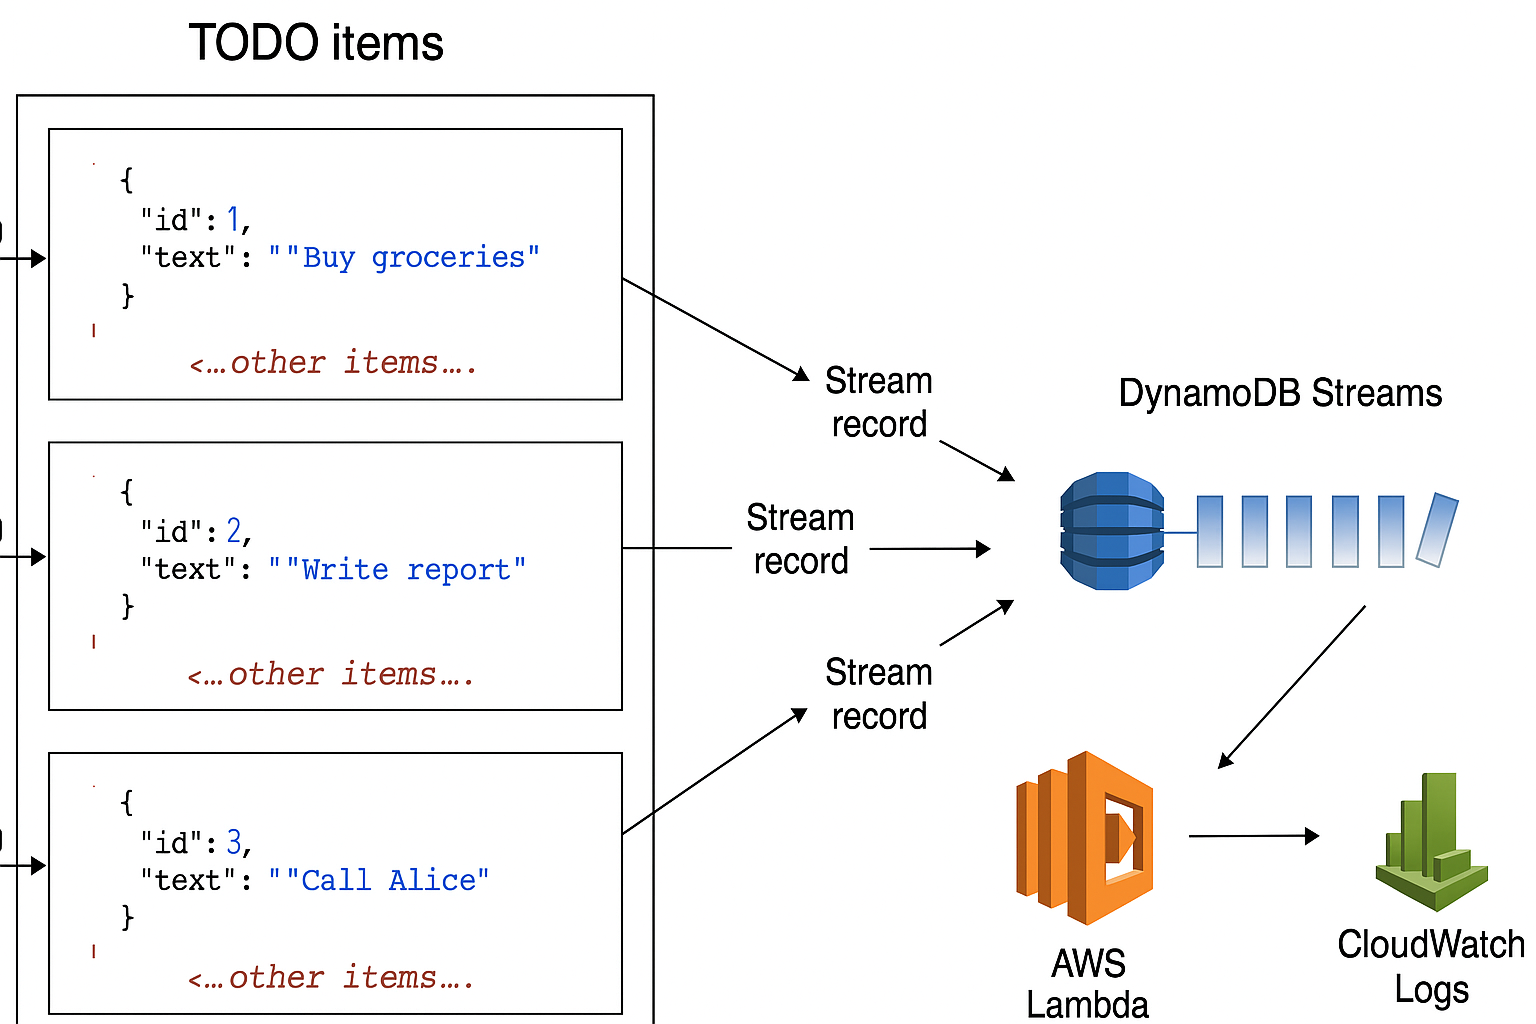 TODO items
{
"id": 1,
"text": ""Buy groceries"
}
<…other items….
{
"id": 2,
"text": ""Write report"
}
<…other items….
{
"id": 3,
"text": ""Call Alice"
}
<…other items….
Stream
record
Stream
record
Stream
record
DynamoDB Streams
AWS
Lambda
CloudWatch
Logs